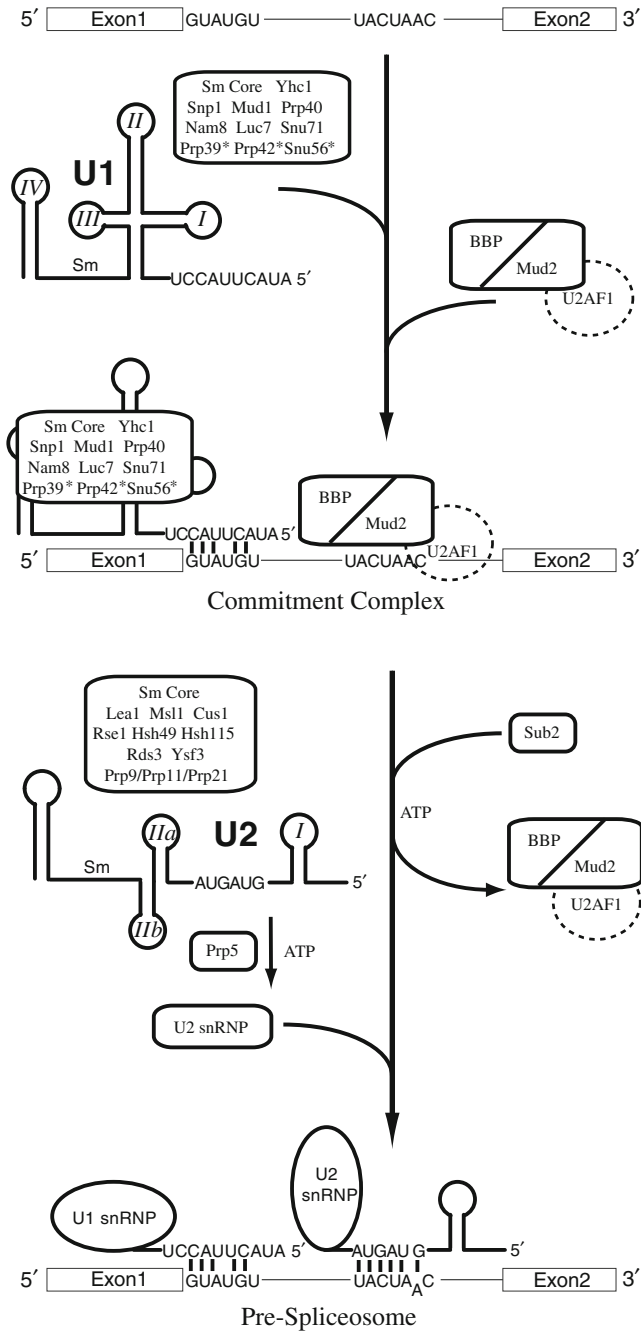 5′ Exon1 GUAUGU UACUAAC Exon2 3′
Sm Core Yhc1
Snp1 Mud1 Prp40
Nam8 Luc7 Snu71
Prp39* Prp42*Snu56*
II
U1
IV
III
I
Sm
UCCAUUCAUA 5′
BBP
Mud2
U2AF1
Sm Core Yhc1
Snp1 Mud1 Prp40
Nam8 Luc7 Snu71
Prp39* Prp42*Snu56*
BBP
Mud2
U2AF1
UCCAUUCAUA 5′
5′ Exon1 GUAUGU UACUAAC Exon2 3′
Commitment Complex
Sm Core
Lea1 Msl1 Cus1
Rse1 Hsh49 Hsh115
Rds3 Ysf3
Prp9/Prp11/Prp21
Sub2
ATP
IIa
U2
I
Sm
AUGAUG
5′
IIb
BBP
Mud2
U2AF1
Prp5
ATP
U2 snRNP
U2
snRNP
U1 snRNP
UCCAUUCAUA 5′
AUGAU G
5′
5′ Exon1 GUAUGU UACUAAC Exon2 3′
Pre-Spliceosome